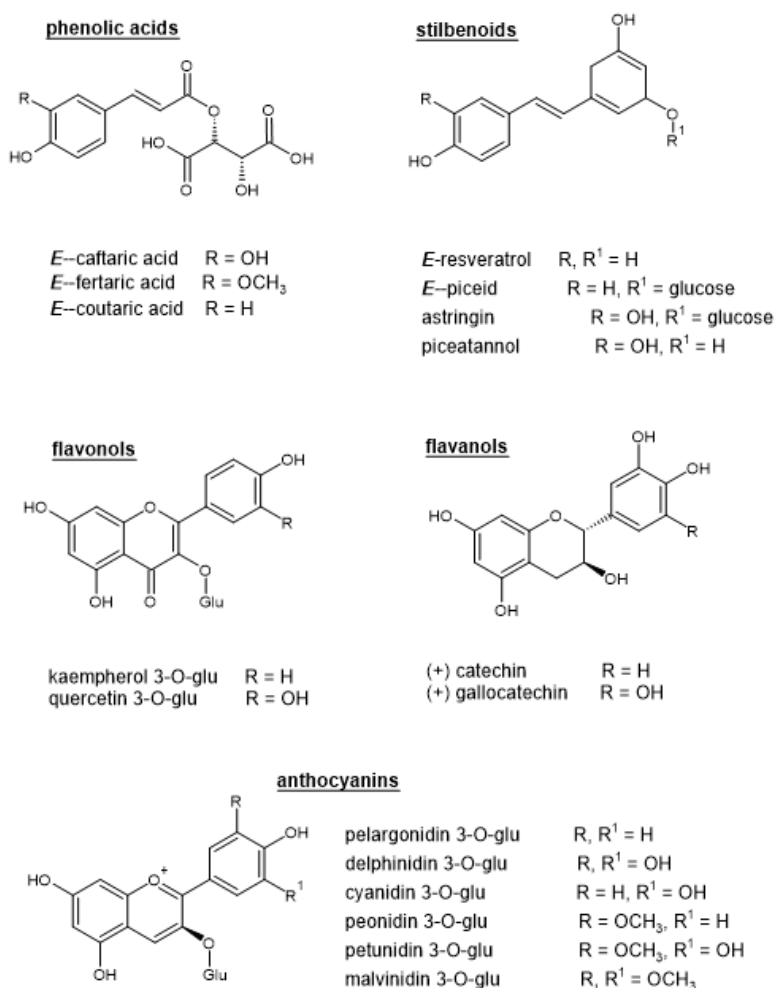 phenolic acids
R
O
O
O
HO
HO
OH
O
OH
E--caftaric acid R = OH
E--fertaric acid R = OCH₃
E--coutaric acid R = H
stilbenoids
OH
R
O
R¹
HO
E-resveratrol R, R¹ = H
E--piceid R = H, R¹ = glucose
astringin R = OH, R¹ = glucose
piceatannol R = OH, R¹ = H
flavonols
OH
HO
O
R
O
OH
O
Glu
kaempherol 3-O-glu R = H
quercetin 3-O-glu R = OH
flavanols
OH
OH
HO
O
R
OH
OH
(+) catechin R = H
(+) gallocatechin R = OH
anthocyanins
R
OH
HO
O+
R¹
O
OH
Glu
pelargonidin 3-O-glu R, R¹ = H
delphinidin 3-O-glu R, R¹ = OH
cyanidin 3-O-glu R = H, R¹ = OH
peonidin 3-O-glu R = OCH₃, R¹ = H
petunidin 3-O-glu R = OCH₃, R¹ = OH
malvinidin 3-O-glu R, R¹ = OCH₃